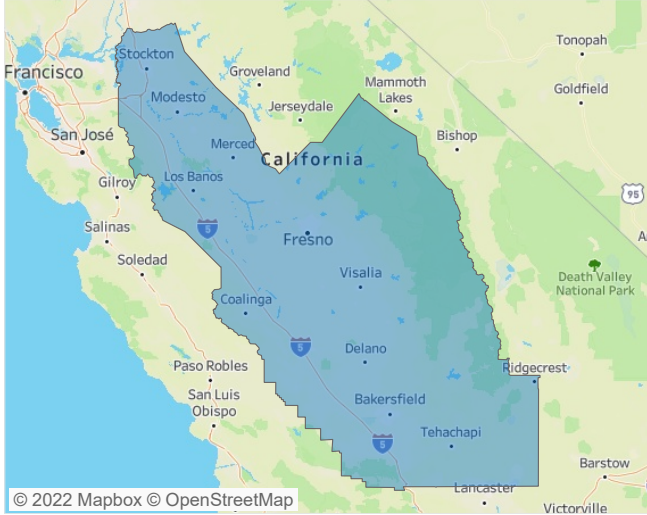 Stockton
Tonopah
Francisco
Groveland
Mammoth
Lakes
Goldfield
Modesto
Jerseydale
San José
Bishop
Merced
California
Los Banos
Gilroy
95
Salinas
5
Fresno
A
Soledad
Visalia
Death Valley
National Park
Coalinga
5
Delano
Paso Robles
Ridgecrest
San Luis
Obispo
Bakersfield
Tehachapi
5
Barstow
Lancaster
© 2022 Mapbox © OpenStreetMap
Victorville